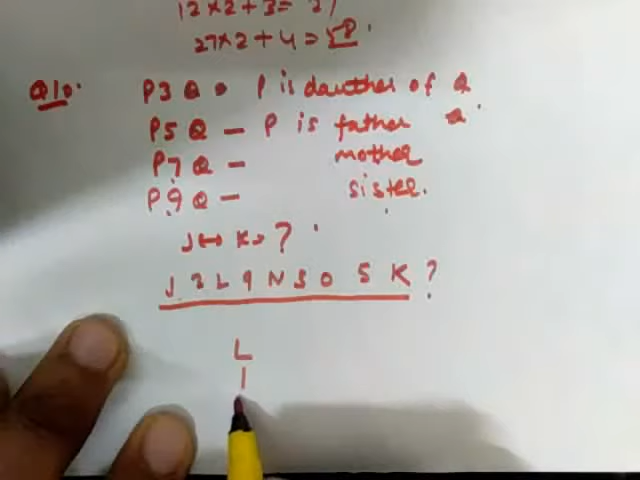 12×2+3= 27
27×2+4=58.
Q10. P3Q • P is dautther of Q
P5Q – P is father Q.
P7Q – mother
P9Q – sister.
J↔K=?
J 3 L 9 N 3 O 5 K ?
L
|